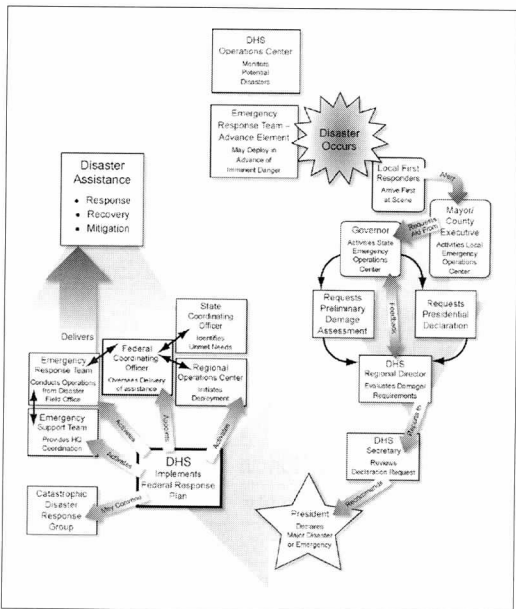 DHS
Operations Center
Monitors
Potential
Disasters
Emergency
Response Team –
Advance Element
May Deploy in
Advance of
Imminent Danger
Disaster
Occurs
Local First
Responders
Arrive First
at Scene
Alert
Mayor/
County
Executive
Activates Local
Emergency
Operations
Center
Requests
Aid From
Governor
Activates State
Emergency
Operations
Center
Requests
Preliminary
Damage
Assessment
Feedback
Requests
Presidential
Declaration
DHS
Regional Director
Evaluates Damage/
Requirements
Reports to
DHS
Secretary
Reviews
Declaration Request
Recommends
President
Declares
Major Disaster
or Emergency
Disaster
Assistance
• Response
• Recovery
• Mitigation
Delivers
State
Coordinating
Officer
Identifies
Unmet Needs
Federal
Coordinating
Officer
Oversees Delivery
of assistance
Regional
Operations Center
Initiates
Deployment
Emergency
Response Team
Conducts Operations
from Disaster
Field Office
Emergency
Support Team
Provides HQ
Coordination
Activates
Appoints
Activates
Activates
DHS
Implements
Federal Response
Plan
May Convene
Catastrophic
Disaster
Response
Group